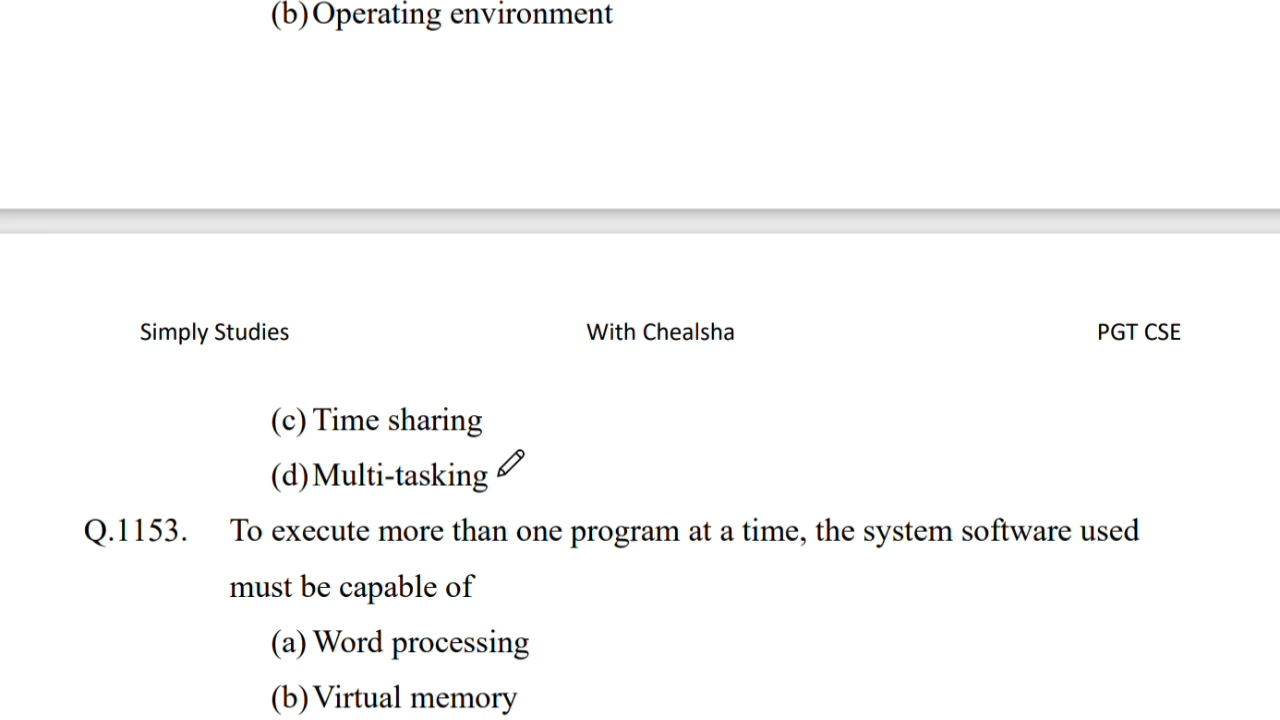 (b) Operating environment
Simply Studies With Chealsha PGT CSE
(c) Time sharing
(d) Multi-tasking
Q.1153. To execute more than one program at a time, the system software used
must be capable of
(a) Word processing
(b) Virtual memory